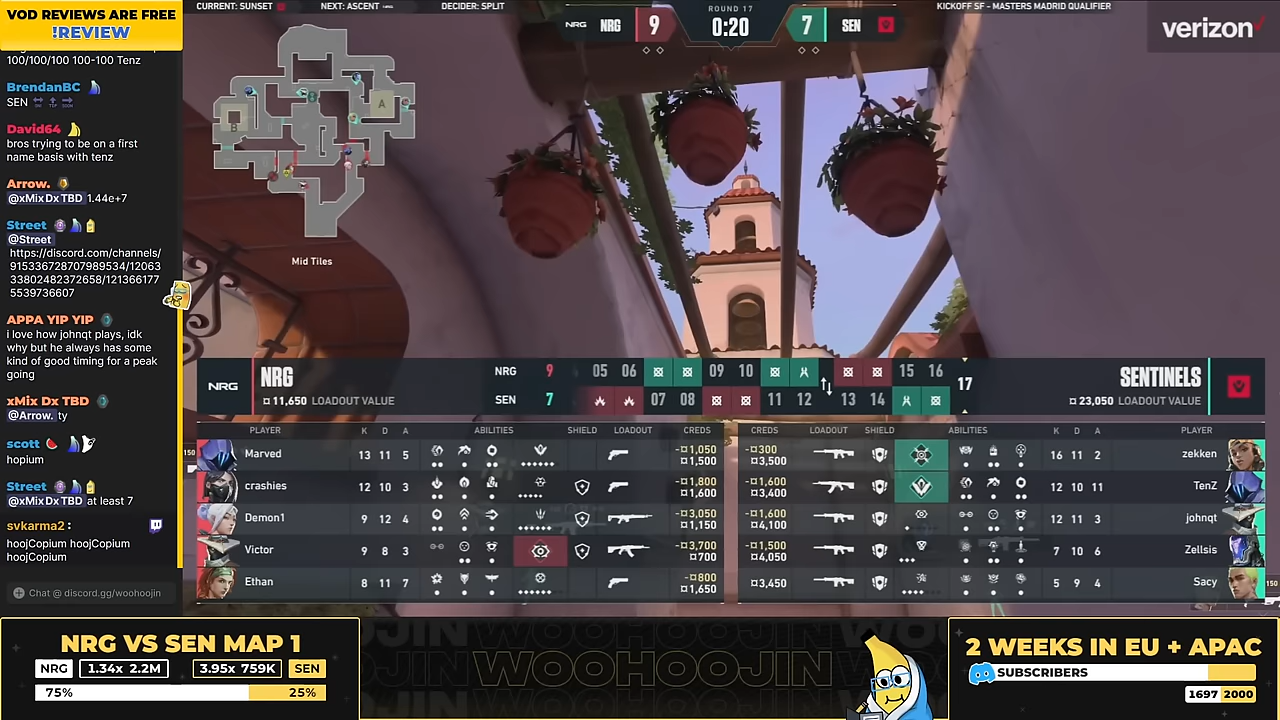 VOD REVIEWS ARE FREE
!REVIEW
100/100/100 100-100 Tenz
BrendanBC
SEN
David64
bros trying to be on a first
name basis with tenz
Arrow.
@xMixDxTBD 1.44e+7
Street
@Street
https://discord.com/channels/
915336728707989534/12063
33802482372658/121366177
5539736607
APPA YIP YIP
i love how johnqt plays, idk
why but he always has some
kind of good timing for a peak
going
xMix Dx TBD
@Arrow. ty
scott
hopium
Street
@xMixDxTBD at least 7
svkarma2 :
hoojCopium hoojCopium
hoojCopium
Chat @ discord.gg/woohoojin
CURRENT: SUNSET
NEXT: ASCENT
DECIDER: SPLIT
KICKOFF SF - MASTERS MADRID QUALIFIER
NRG NRG 9
ROUND 17
0:20
7 SEN
verizon
A
B
B
Mid Tiles
NRG
NRG
11,650 LOADOUT VALUE
NRG 9 05 06 09 10 15 16
SEN 7 07 08 11 12 13 14
17
SENTINELS
23,050 LOADOUT VALUE
PLAYER K D A ABILITIES SHIELD LOADOUT CREDS
CREDS LOADOUT SHIELD ABILITIES K D A PLAYER
Marved 13 11 5 -1,050 1,500
-300 3,500 16 11 2 zekken
crashies 12 10 3 -1,800 1,600
-1,600 3,400 12 10 11 TenZ
Demon1 9 12 4 -3,050 1,150
-1,600 4,100 12 11 3 johnqt
Victor 9 8 3 -3,700 700
-1,500 4,050 7 10 6 Zellsis
Ethan 8 11 7 -800 1,650
3,450 5 9 4 Sacy
150
150
NRG VS SEN MAP 1
NRG 1.34x 2.2M 3.95x 759K SEN
75% 25%
WOOHOOJIN
2 WEEKS IN EU + APAC
SUBSCRIBERS
1697 2000